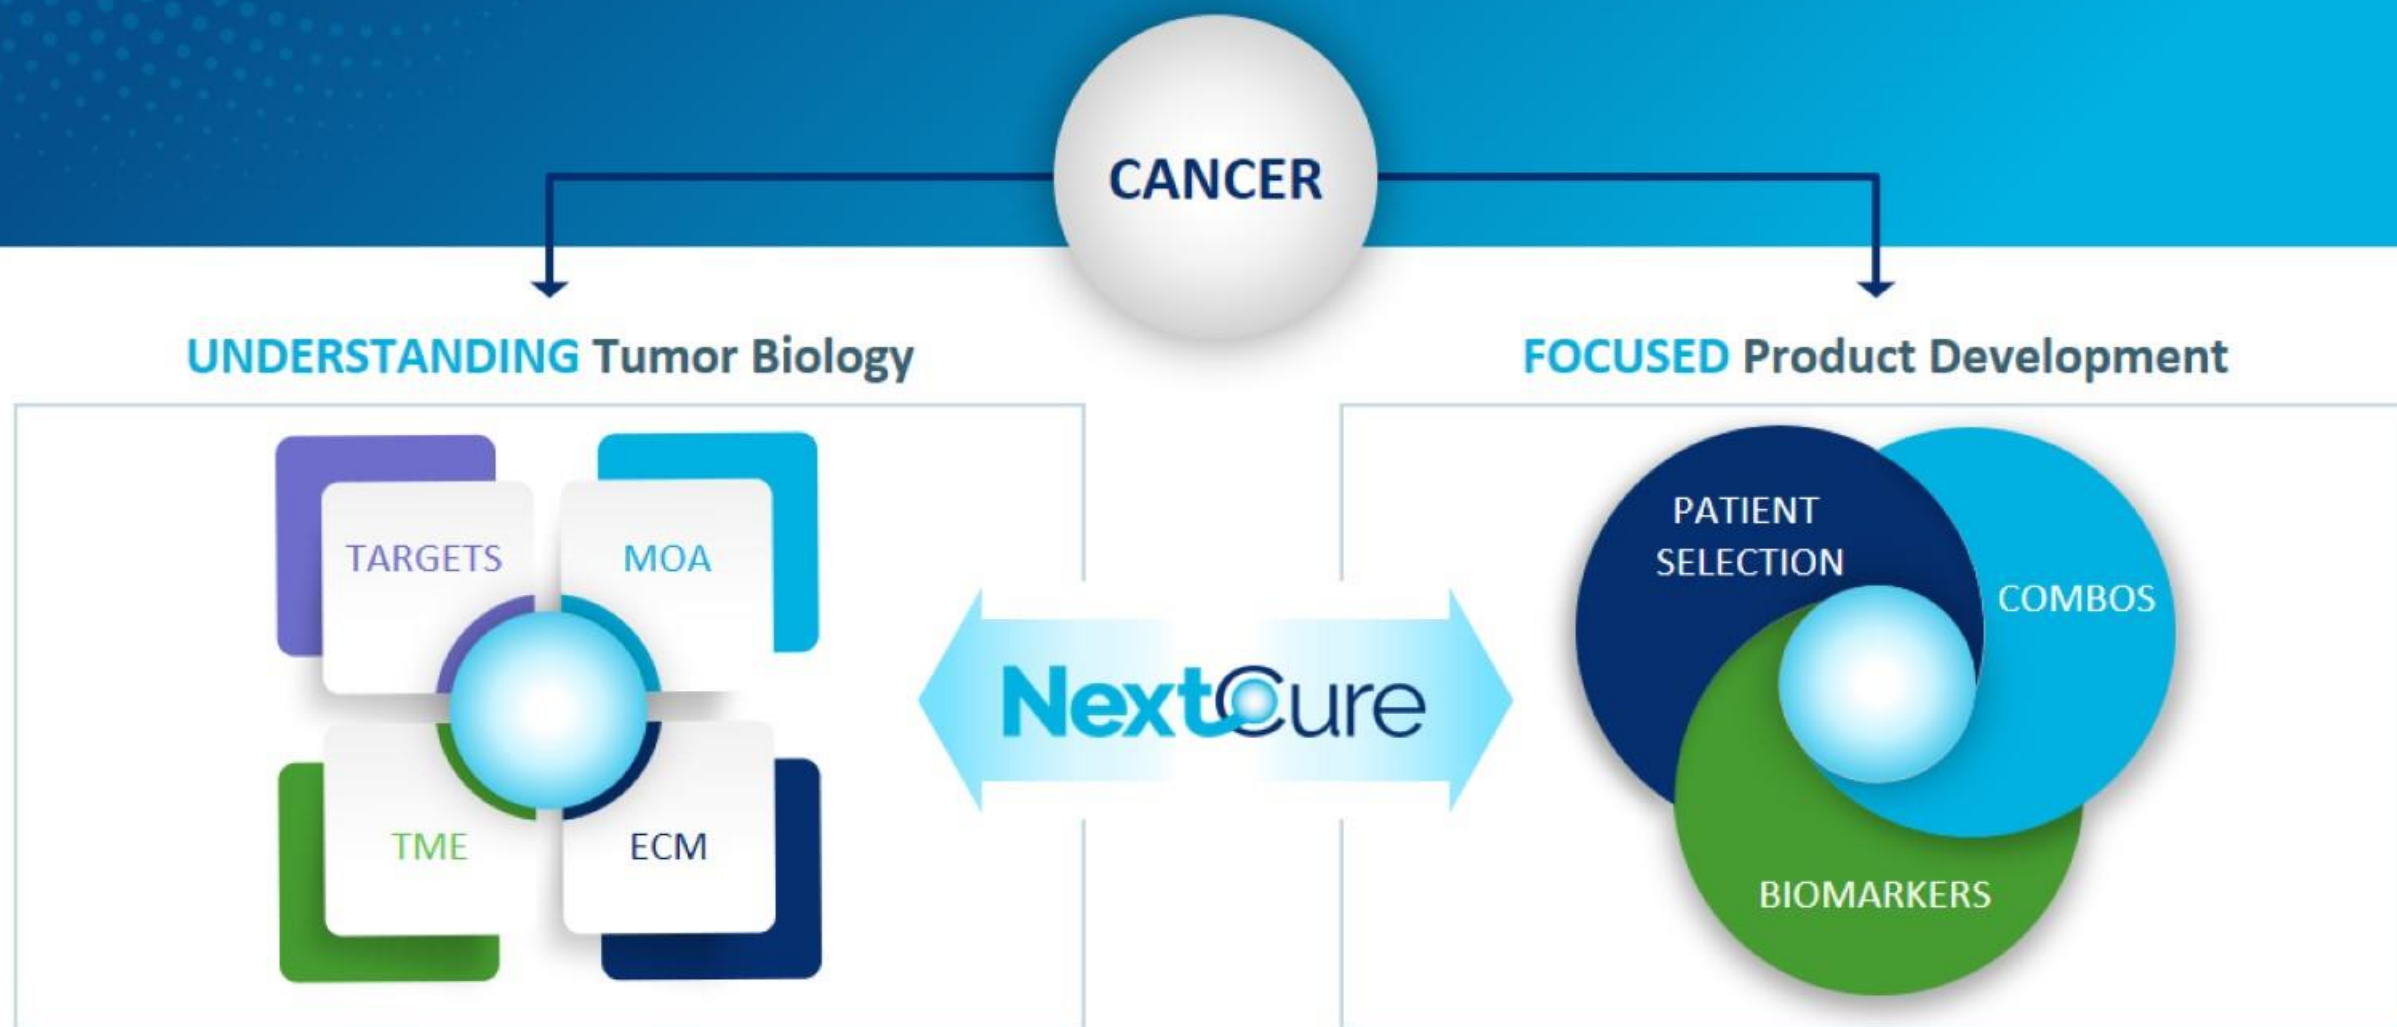 CANCER
UNDERSTANDING Tumor Biology
TARGETS
MOA
TME
ECM
NextCure
FOCUSED Product Development
PATIENT
SELECTION
COMBOS
BIOMARKERS